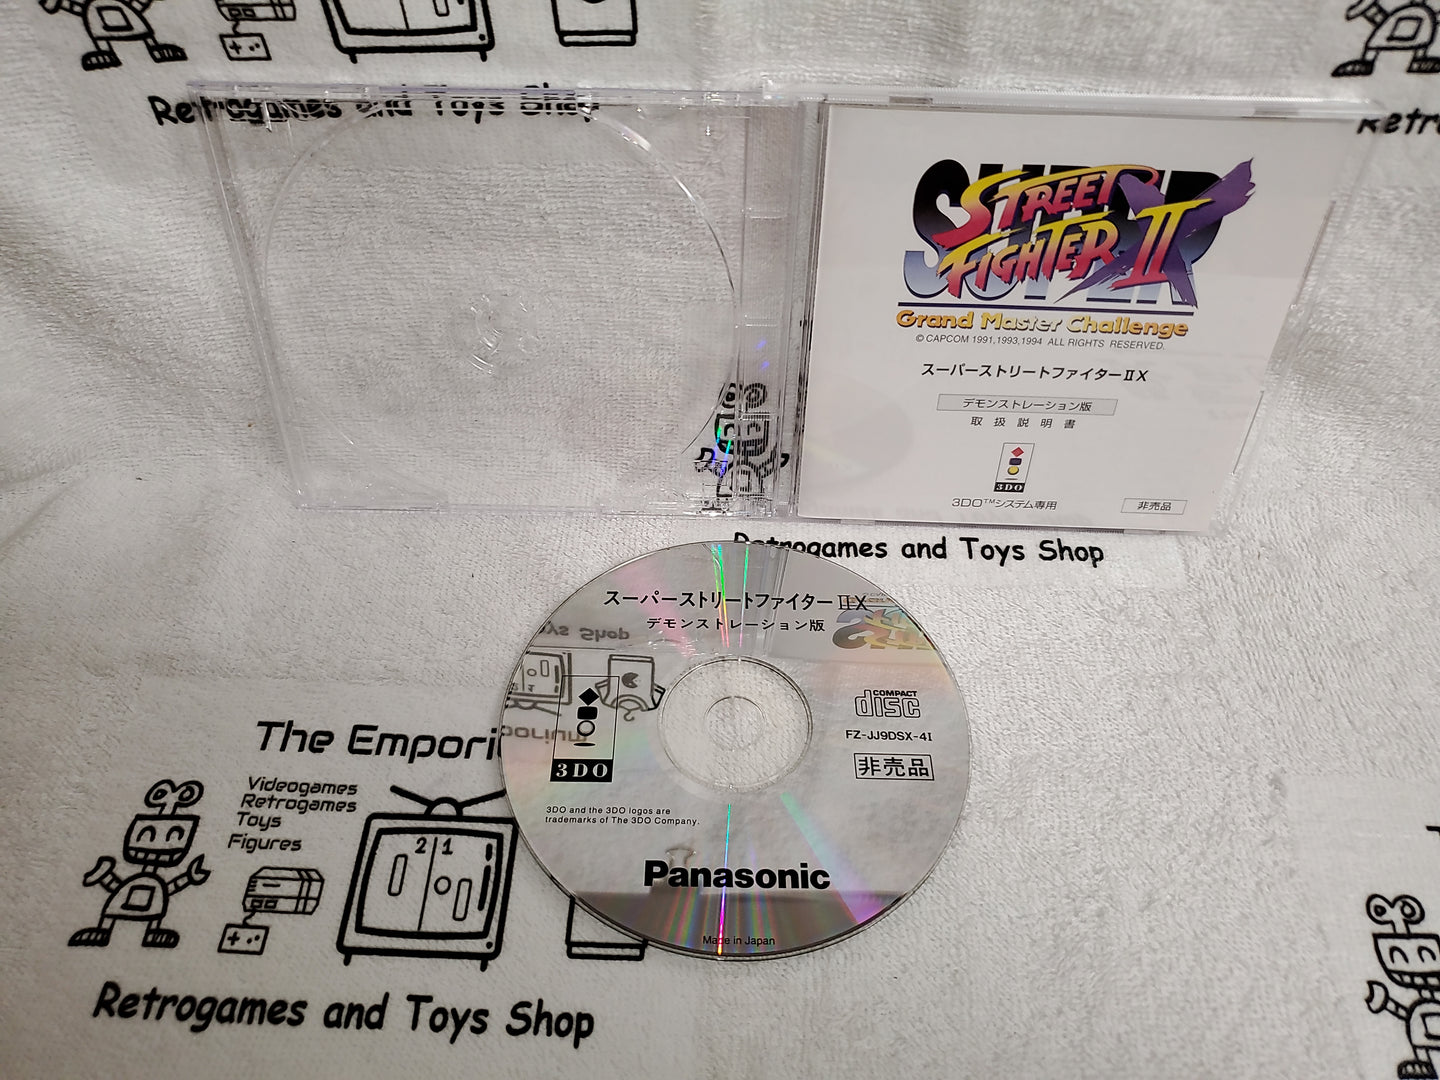 Retrogames and Toys Shop
Retr
SUPER
STREET
FIGHTER II X
Grand Master Challenge
© CAPCOM 1991,1993,1994 ALL RIGHTS RESERVED.
スーパーストリートファイターII X
デモンストレーション版
取扱説明書
3DO
3DO™システム専用
非売品
Retrogames and Toys Shop
スーパーストリートファイターII X
デモンストレーション版
COMPACT
disc
FZ-JJ9DSX-4I
非売品
3DO
3DO and the 3DO logos are
trademarks of The 3DO Company.
Panasonic
Made in Japan
The Empori
Videogames
Retrogames
Toys
Figures
2 1
Retrogames and Toys Shop